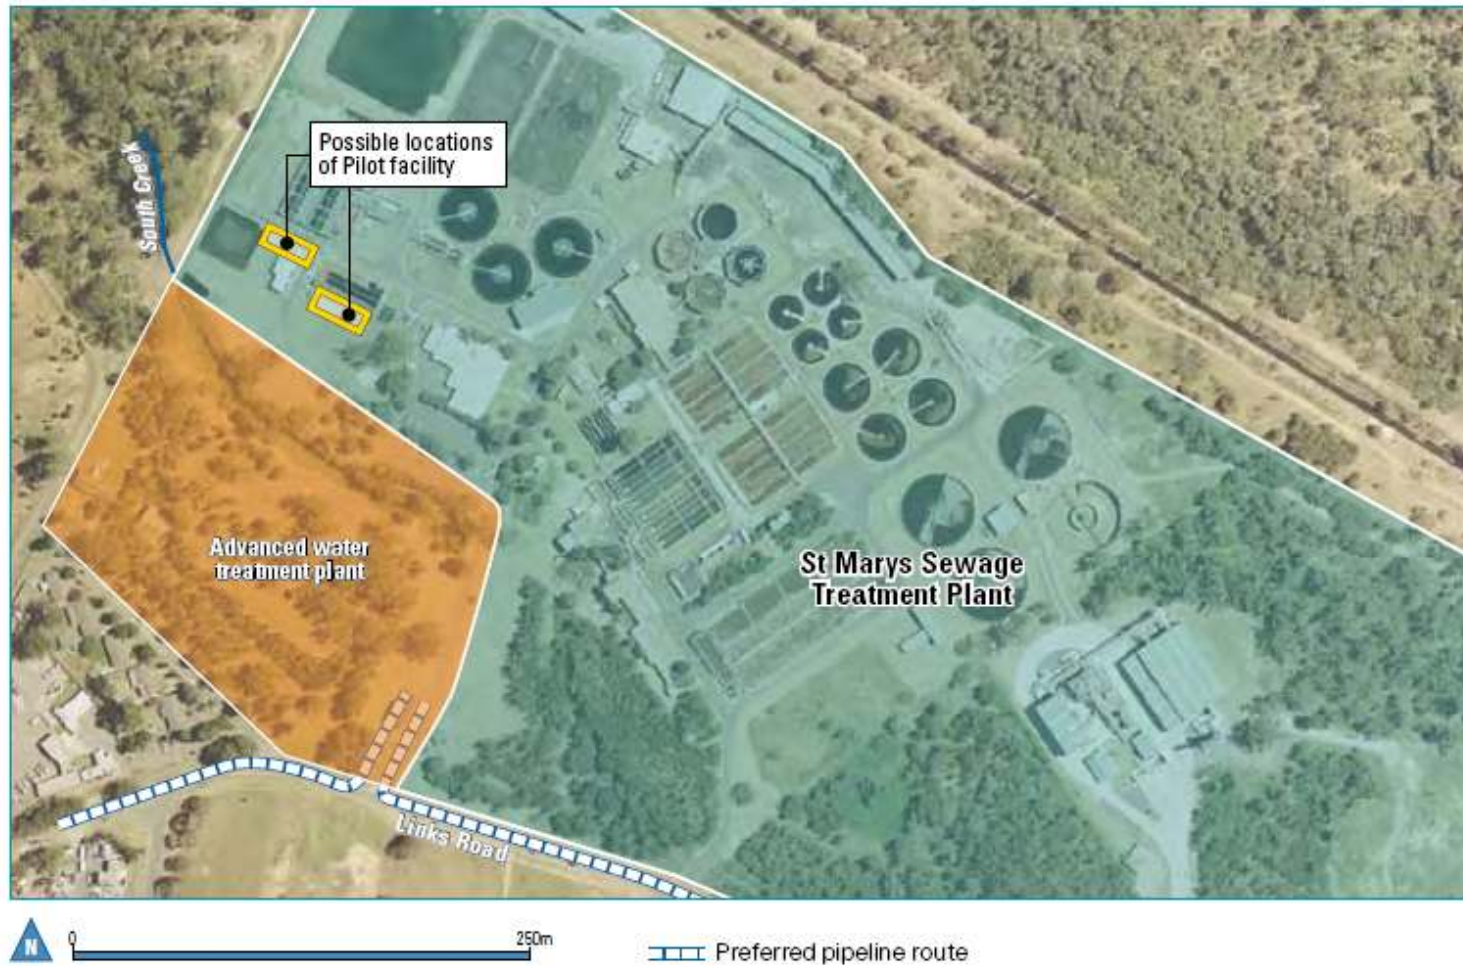 Possible locations
of Pilot facility
South Creek
Advanced water
treatment plant
St Marys Sewage
Treatment Plant
Links Road
N
0
250m
Preferred pipeline route